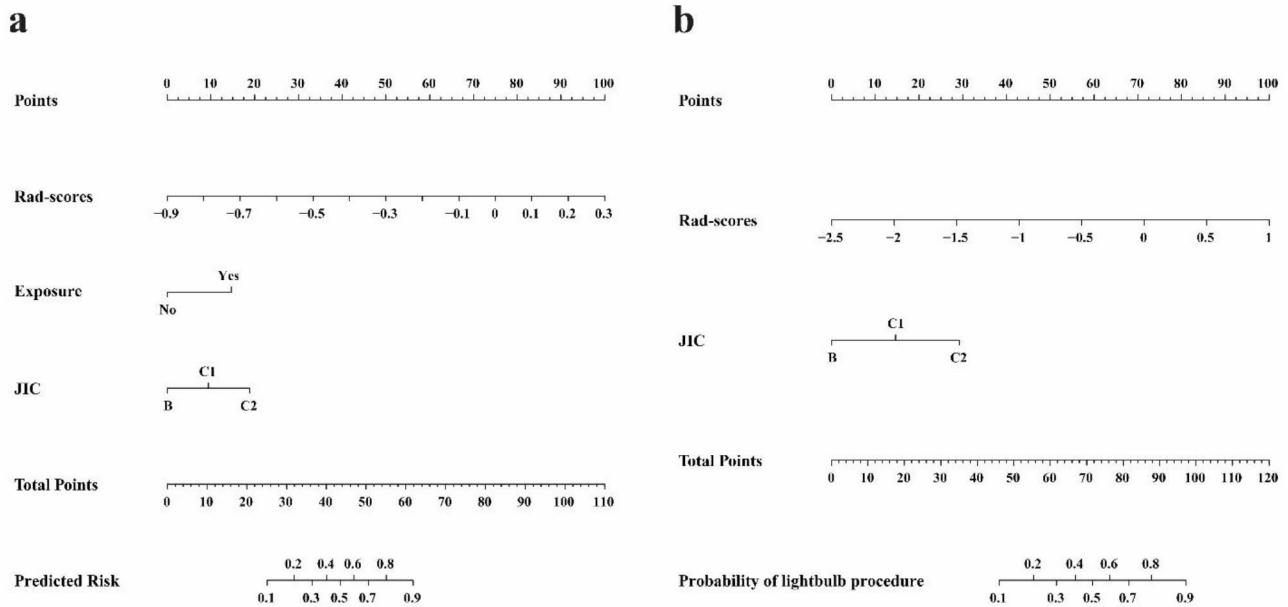 a
0 10 20 30 40 50 60 70 80 90 100
Points
Rad-scores
−0.9 −0.7 −0.5 −0.3 −0.1 0 0.1 0.2 0.3
Yes
Exposure
No
C1
JIC
B C2
Total Points
0 10 20 30 40 50 60 70 80 90 100 110
0.2 0.4 0.6 0.8
Predicted Risk
0.1 0.3 0.5 0.7 0.9
b
0 10 20 30 40 50 60 70 80 90 100
Points
Rad-scores
−2.5 −2 −1.5 −1 −0.5 0 0.5 1
C1
JIC
B C2
Total Points
0 10 20 30 40 50 60 70 80 90 100 110 120
0.2 0.4 0.6 0.8
Probability of lightbulb procedure
0.1 0.3 0.5 0.7 0.9